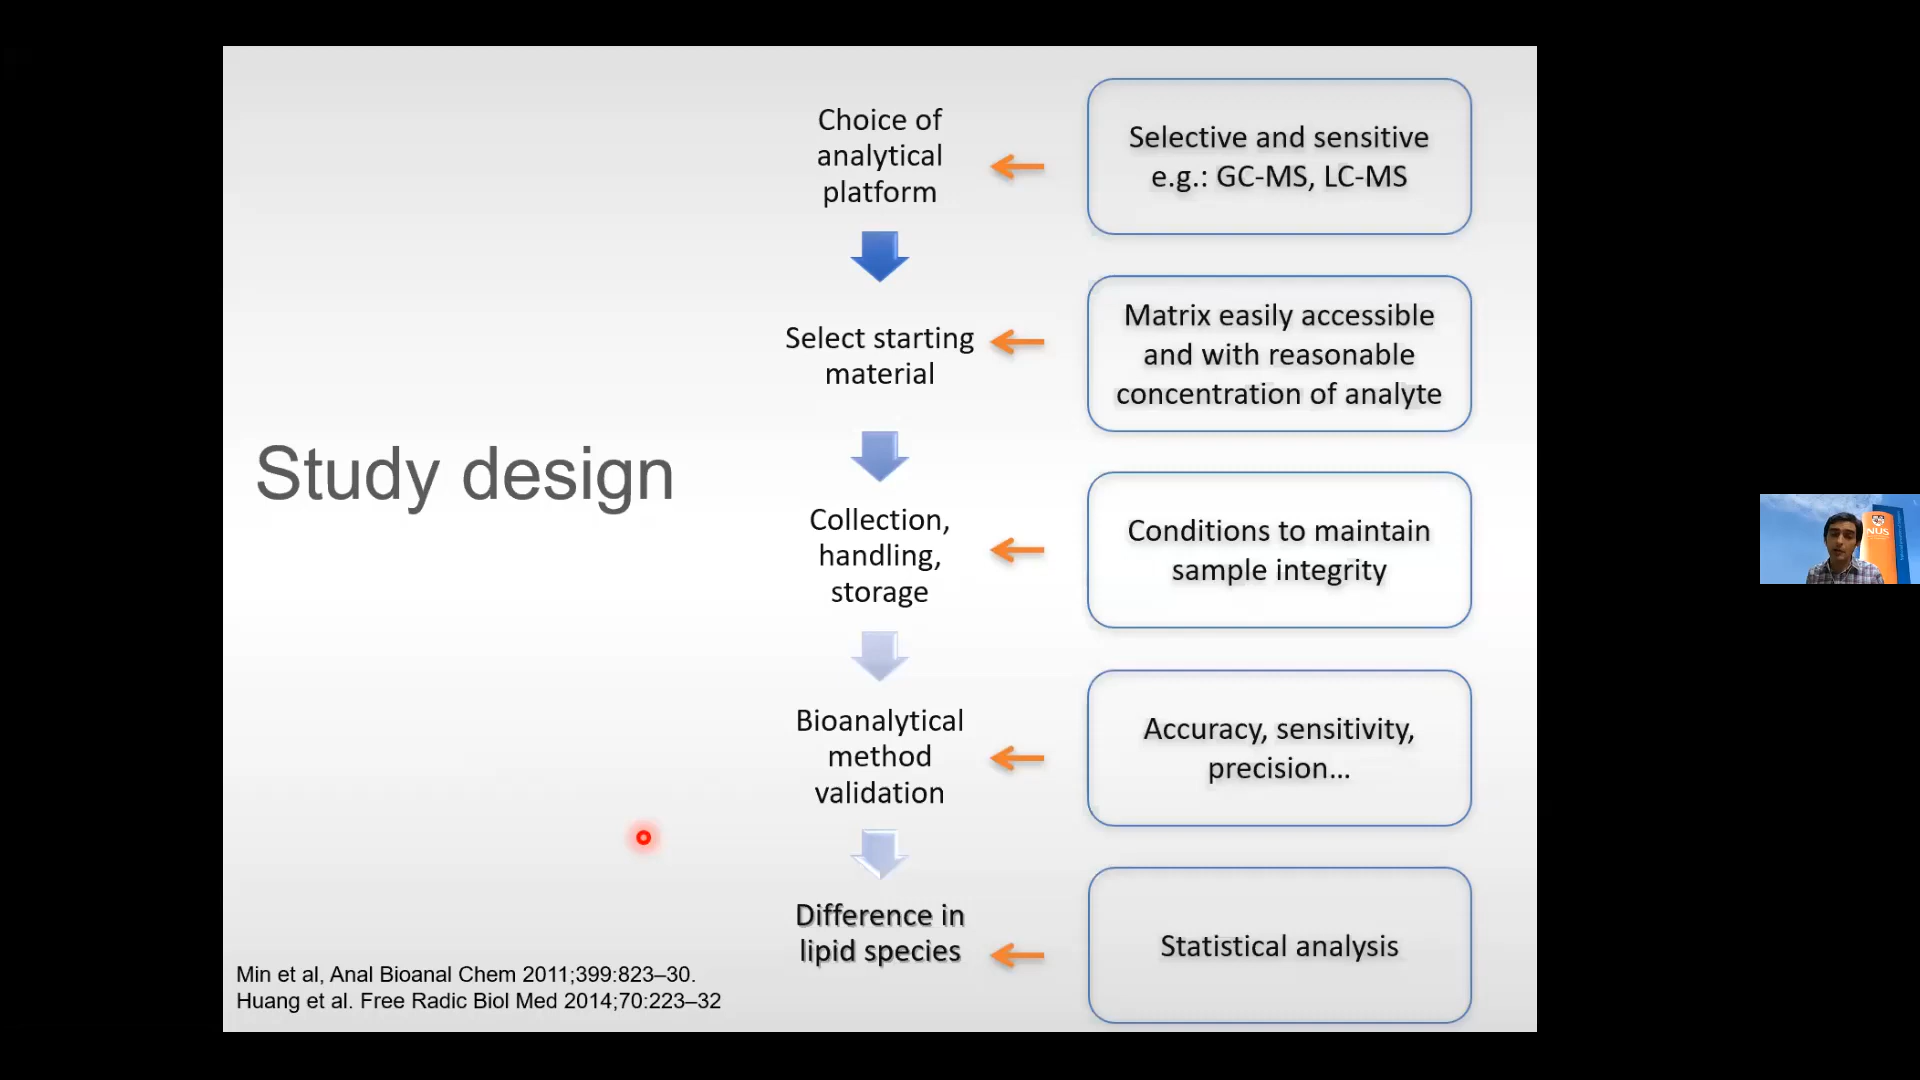 Study design
Choice of
analytical
platform
Selective and sensitive
e.g.: GC-MS, LC-MS
Select starting
material
Matrix easily accessible
and with reasonable
concentration of analyte
Collection,
handling,
storage
Conditions to maintain
sample integrity
Bioanalytical
method
validation
Accuracy, sensitivity,
precision...
Difference in
lipid species
Statistical analysis
Min et al, Anal Bioanal Chem 2011;399:823–30.
Huang et al. Free Radic Biol Med 2014;70:223–32
NUS